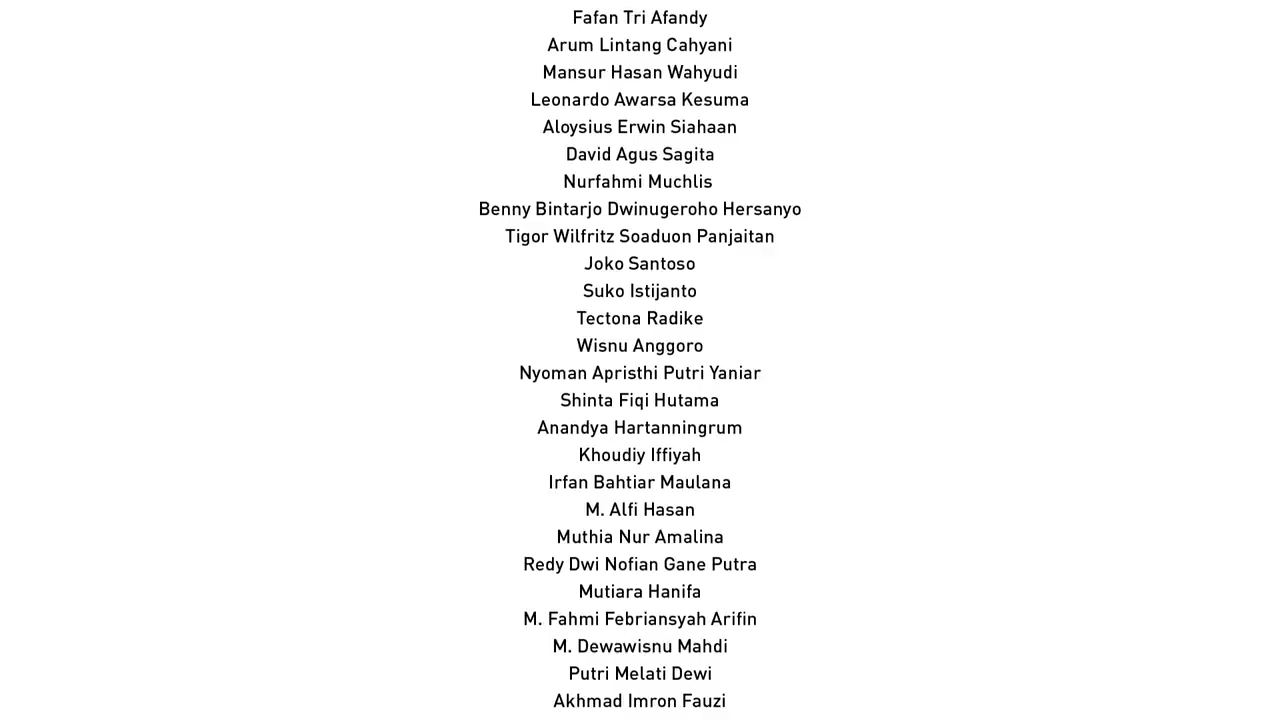 Fafan Tri Afandy
Arum Lintang Cahyani
Mansur Hasan Wahyudi
Leonardo Awarsa Kesuma
Aloysius Erwin Siahaan
David Agus Sagita
Nurfahmi Muchlis
Benny Bintarjo Dwinugeroho Hersanyo
Tigor Wilfritz Soaduon Panjaitan
Joko Santoso
Suko Istijanto
Tectona Radike
Wisnu Anggoro
Nyoman Apristhi Putri Yaniar
Shinta Fiqi Hutama
Anandya Hartanningrum
Khoudiy Iffiyah
Irfan Bahtiar Maulana
M. Alfi Hasan
Muthia Nur Amalina
Redy Dwi Nofian Gane Putra
Mutiara Hanifa
M. Fahmi Febriansyah Arifin
M. Dewawisnu Mahdi
Putri Melati Dewi
Akhmad Imron Fauzi